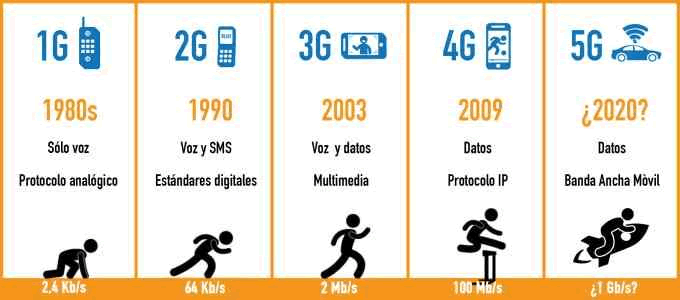 1G
1980s
Sólo voz
Protocolo analógico
2,4 Kb/s
2G
1990
Voz y SMS
Estándares digitales
64 Kb/s
3G
2003
Voz y datos
Multimedia
2 Mb/s
4G
2009
Datos
Protocolo IP
100 Mb/s
5G
¿2020?
Datos
Banda Ancha Mòvil
¿1 Gb/s?